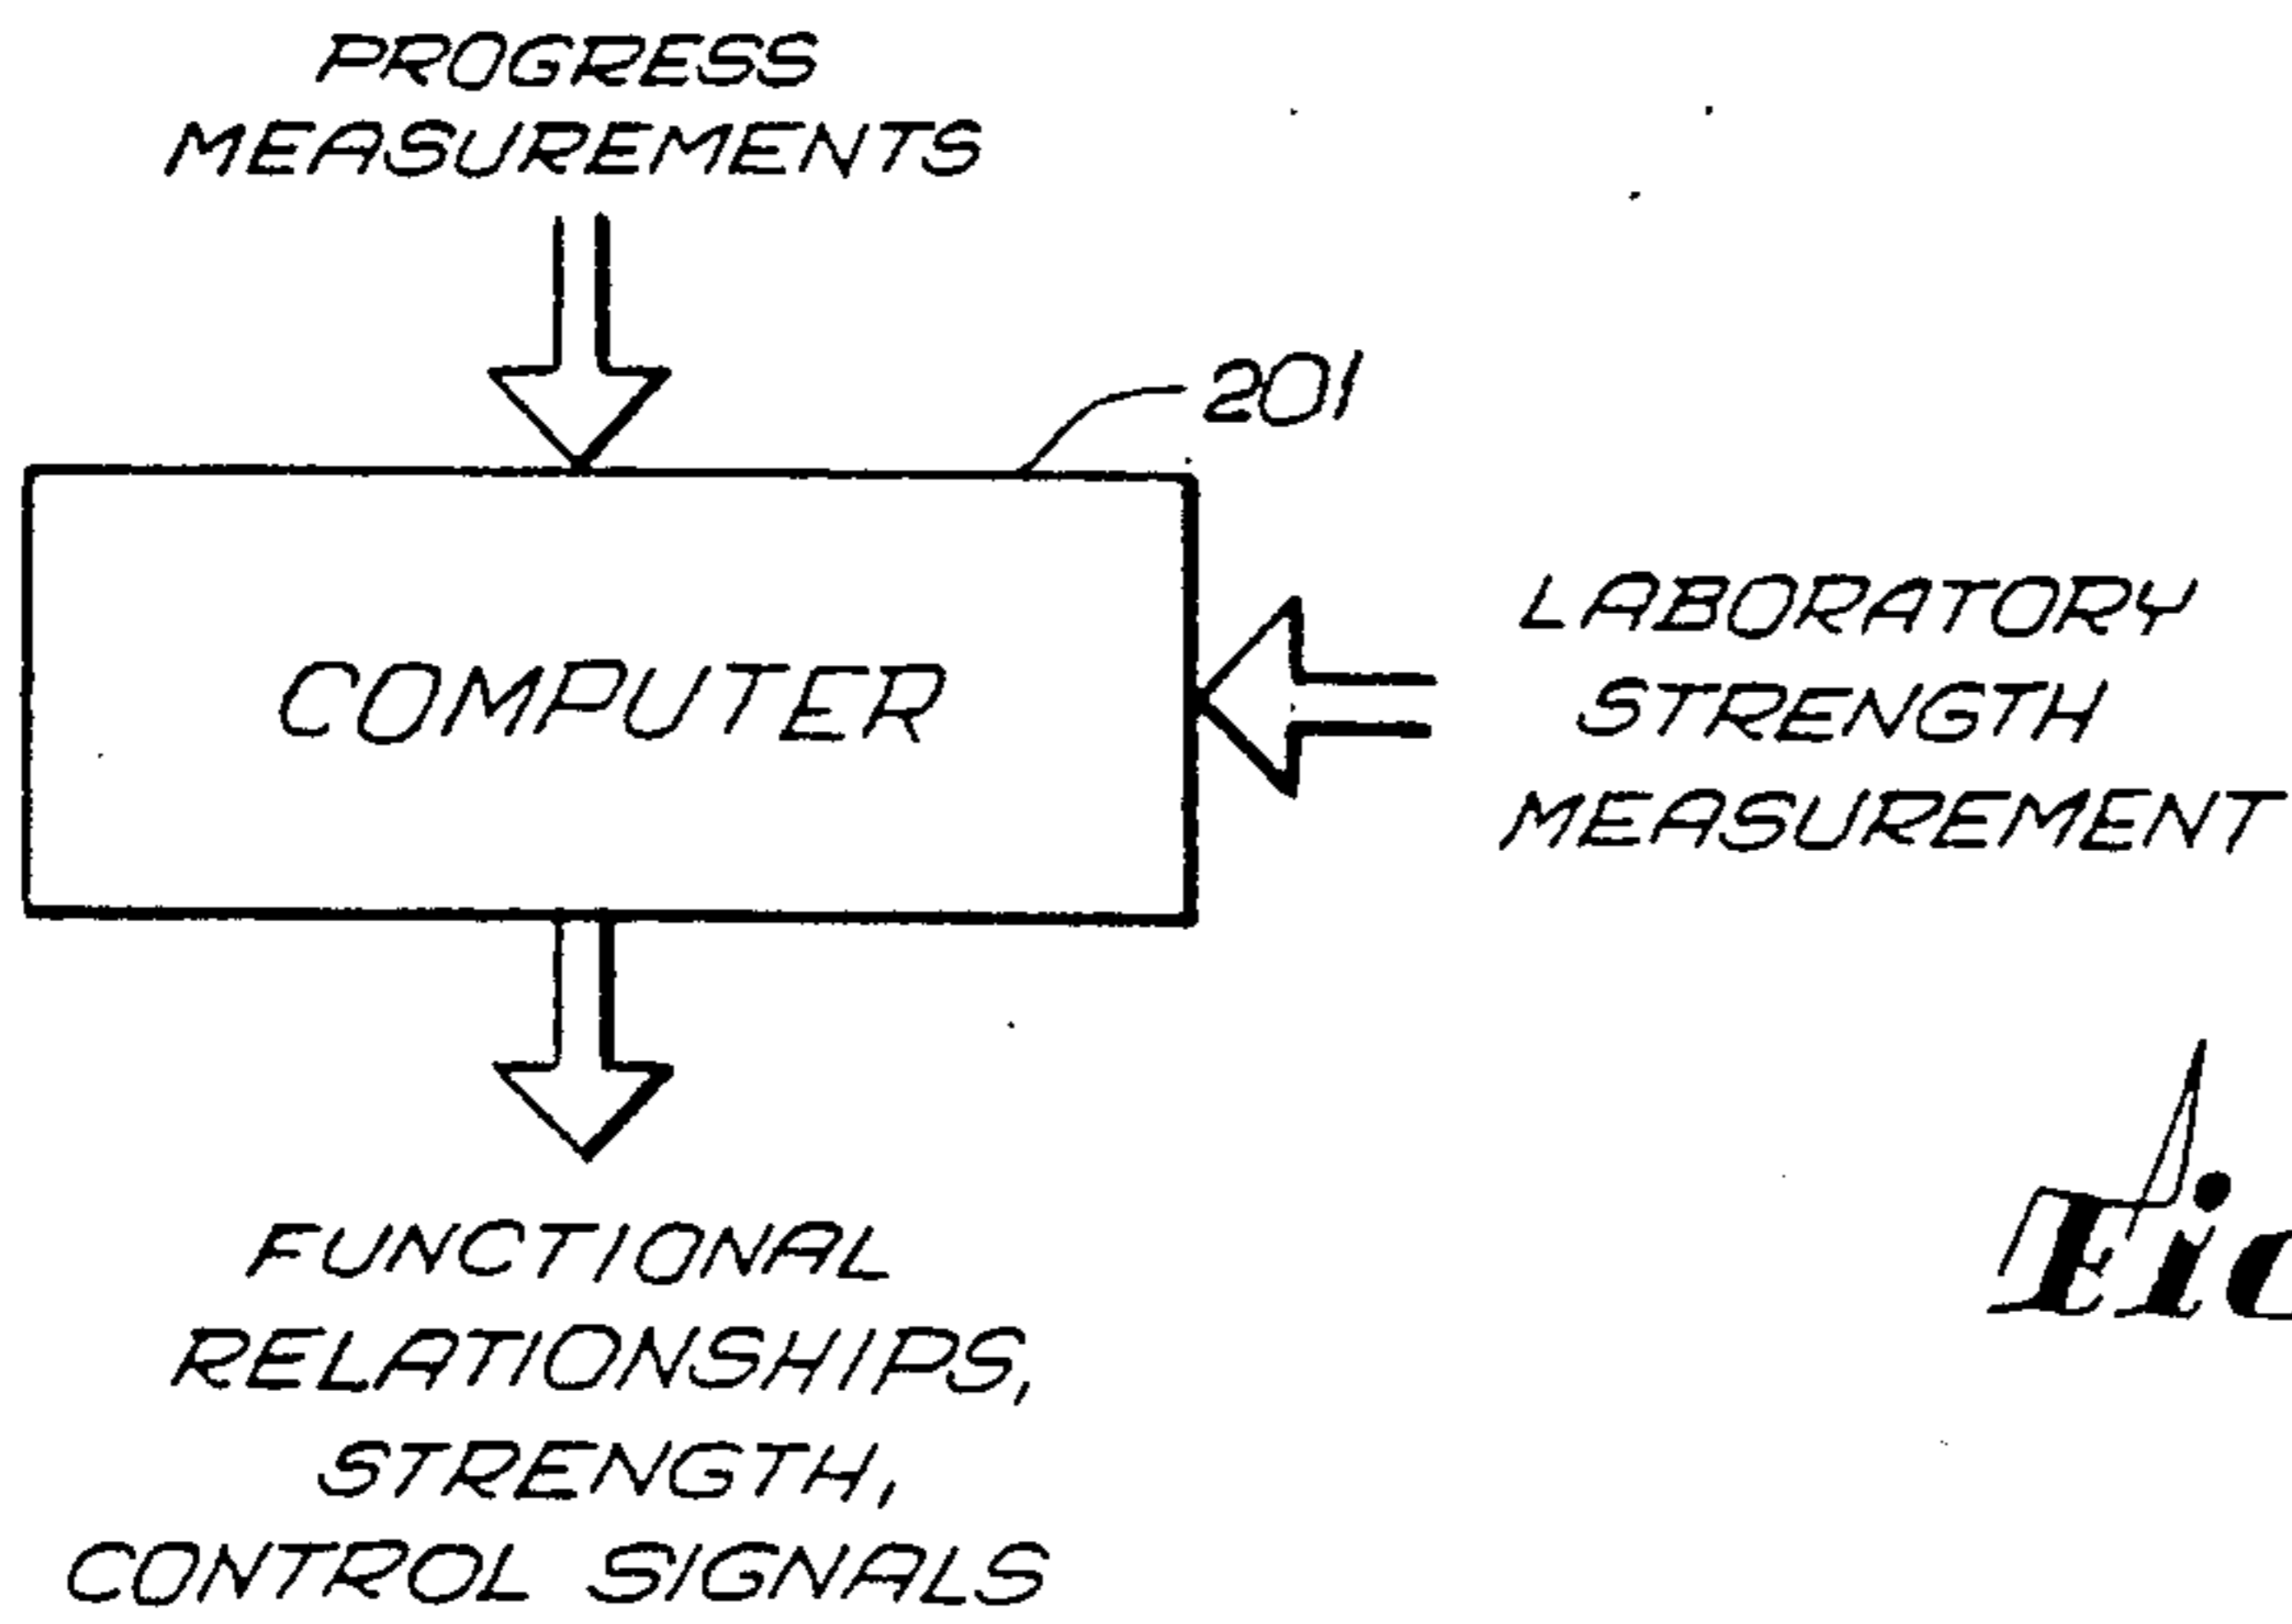 PROGRESS
MEASUREMENTS
201
COMPUTER
LABORATORY
STRENGTH
MEASUREMENT
FUNCTIONAL
RELATIONSHIPS,
STRENGTH,
CONTROL SIGNALS